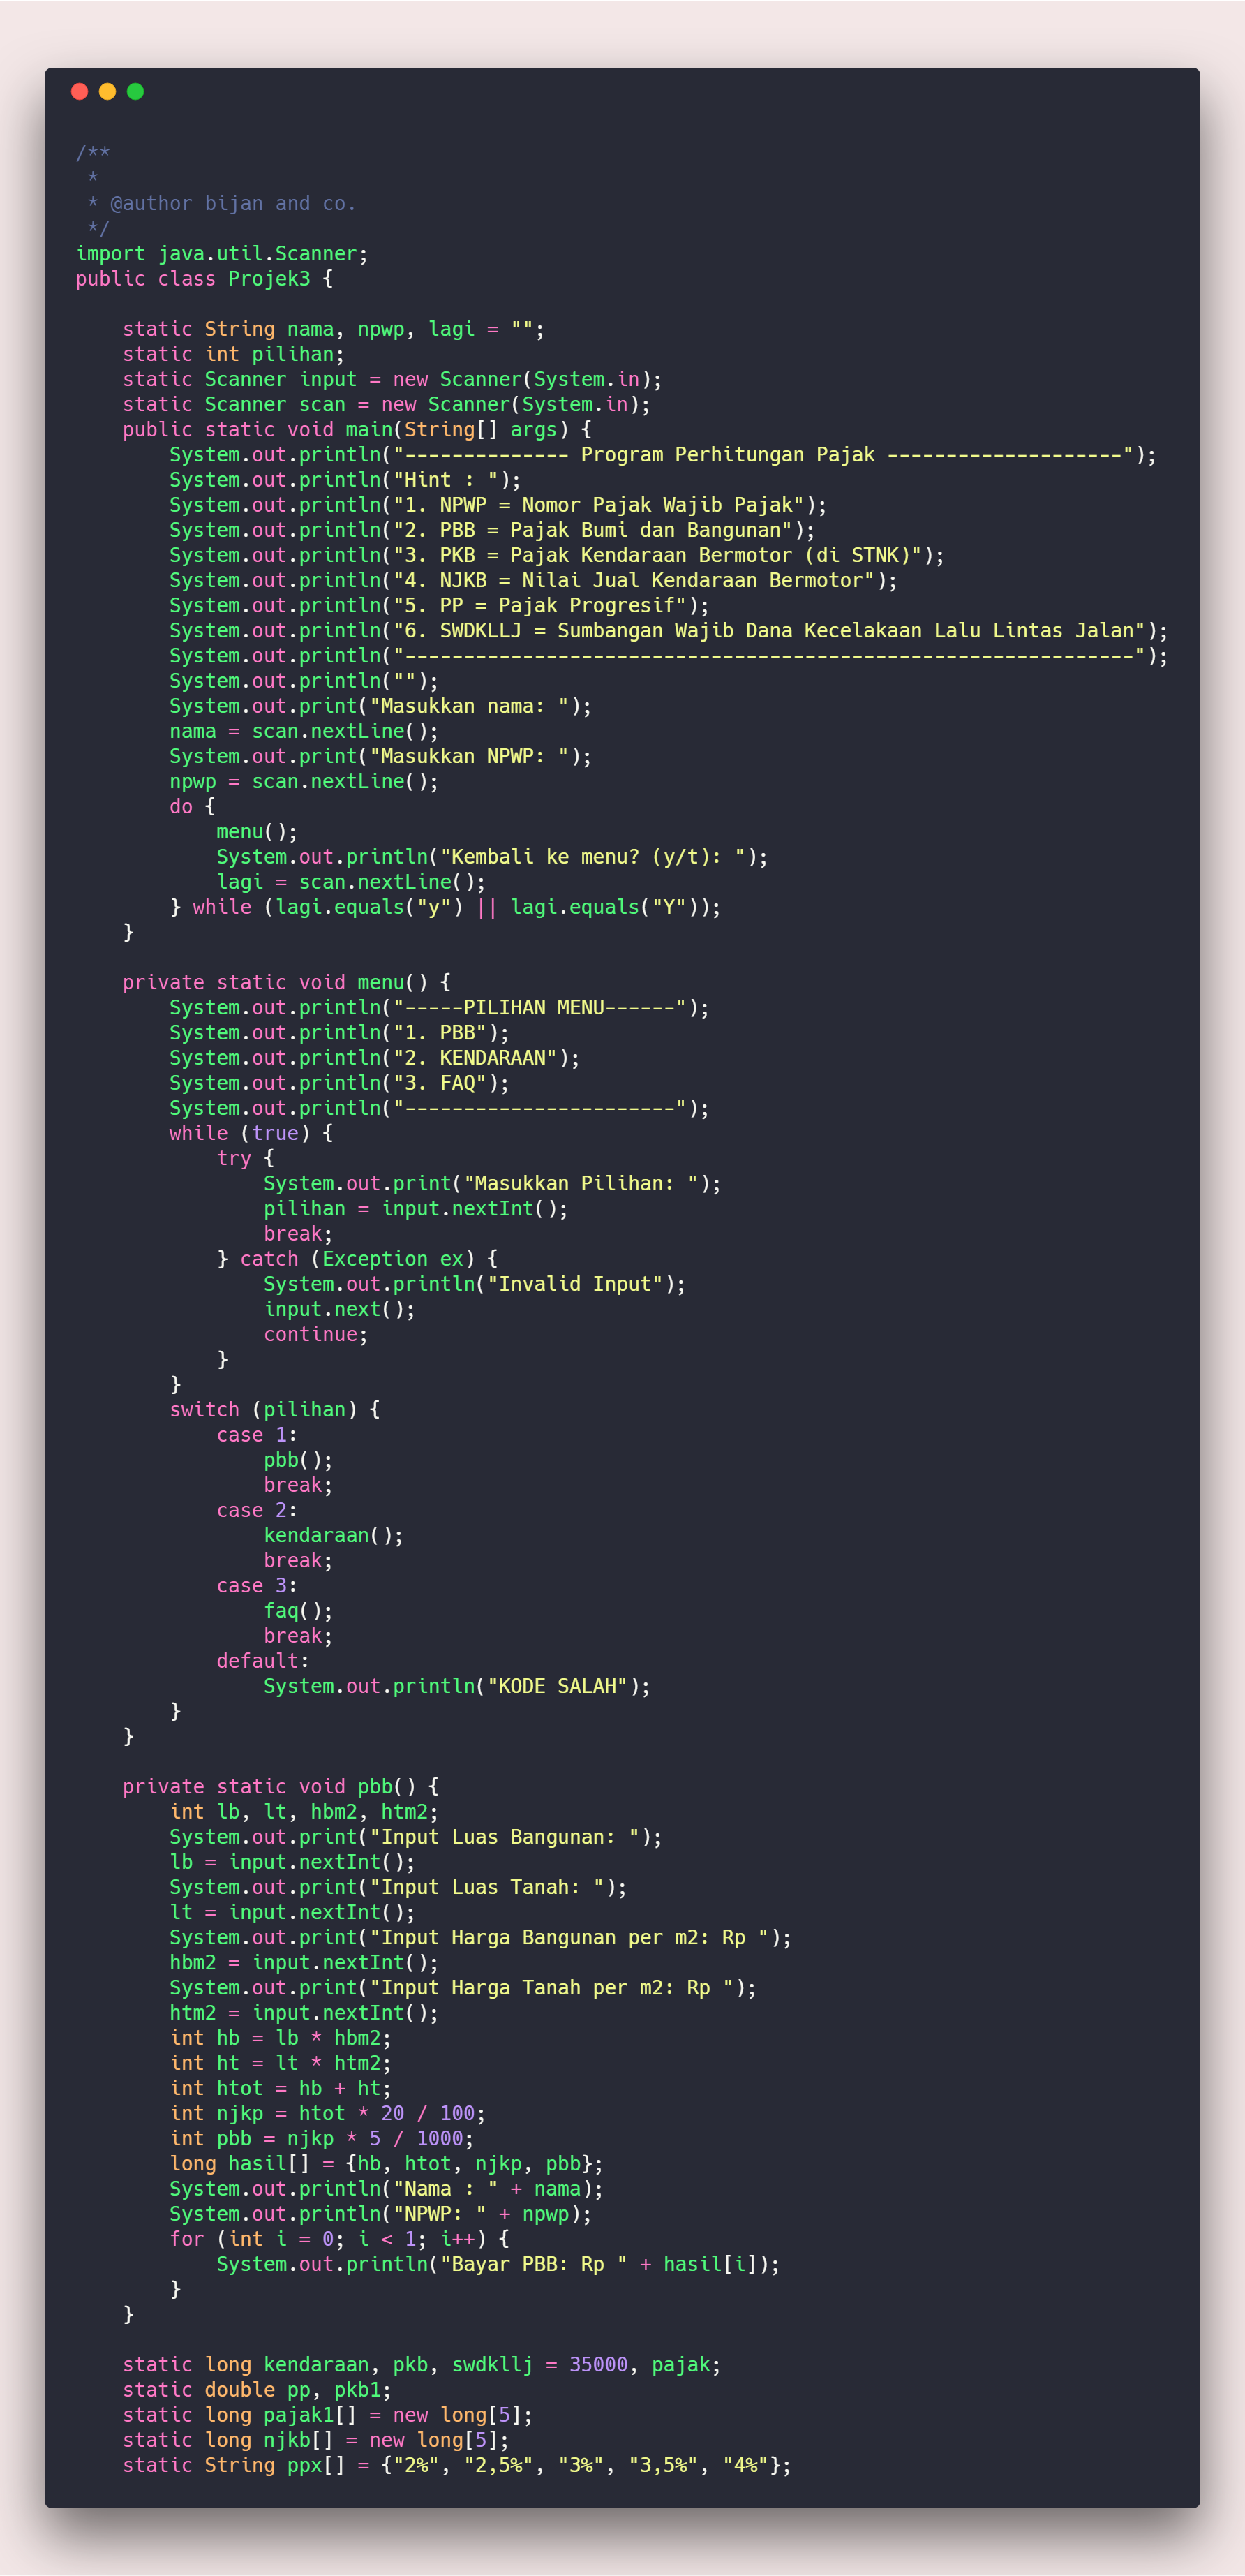 /**
 *
 * @author bijan and co.
 */
import java.util.Scanner;
public class Projek3 {

    static String nama, npwp, lagi = "";
    static int pilihan;
    static Scanner input = new Scanner(System.in);
    static Scanner scan = new Scanner(System.in);
    public static void main(String[] args) {
        System.out.println("-------------- Program Perhitungan Pajak --------------------");
        System.out.println("Hint : ");
        System.out.println("1. NPWP = Nomor Pajak Wajib Pajak");
        System.out.println("2. PBB = Pajak Bumi dan Bangunan");
        System.out.println("3. PKB = Pajak Kendaraan Bermotor (di STNK)");
        System.out.println("4. NJKB = Nilai Jual Kendaraan Bermotor");
        System.out.println("5. PP = Pajak Progresif");
        System.out.println("6. SWDKLLJ = Sumbangan Wajib Dana Kecelakaan Lalu Lintas Jalan");
        System.out.println("--------------------------------------------------------------");
        System.out.println("");
        System.out.print("Masukkan nama: ");
        nama = scan.nextLine();
        System.out.print("Masukkan NPWP: ");
        npwp = scan.nextLine();
        do {
            menu();
            System.out.println("Kembali ke menu? (y/t): ");
            lagi = scan.nextLine();
        } while (lagi.equals("y") || lagi.equals("Y"));
    }

    private static void menu() {
        System.out.println("-----PILIHAN MENU------");
        System.out.println("1. PBB");
        System.out.println("2. KENDARAAN");
        System.out.println("3. FAQ");
        System.out.println("-----------------------");
        while (true) {
            try {
                System.out.print("Masukkan Pilihan: ");
                pilihan = input.nextInt();
                break;
            } catch (Exception ex) {
                System.out.println("Invalid Input");
                input.next();
                continue;
            }
        }
        switch (pilihan) {
            case 1:
                pbb();
                break;
            case 2:
                kendaraan();
                break;
            case 3:
                faq();
                break;
            default:
                System.out.println("KODE SALAH");
        }
    }

    private static void pbb() {
        int lb, lt, hbm2, htm2;
        System.out.print("Input Luas Bangunan: ");
        lb = input.nextInt();
        System.out.print("Input Luas Tanah: ");
        lt = input.nextInt();
        System.out.print("Input Harga Bangunan per m2: Rp ");
        hbm2 = input.nextInt();
        System.out.print("Input Harga Tanah per m2: Rp ");
        htm2 = input.nextInt();
        int hb = lb * hbm2;
        int ht = lt * htm2;
        int htot = hb + ht;
        int njkp = htot * 20 / 100;
        int pbb = njkp * 5 / 1000;
        long hasil[] = {hb, htot, njkp, pbb};
        System.out.println("Nama : " + nama);
        System.out.println("NPWP: " + npwp);
        for (int i = 0; i < 1; i++) {
            System.out.println("Bayar PBB: Rp " + hasil[i]);
        }
    }

    static long kendaraan, pkb, swdkllj = 35000, pajak;
    static double pp, pkb1;
    static long pajak1[] = new long[5];
    static long njkb[] = new long[5];
    static String ppx[] = {"2%", "2,5%", "3%", "3,5%", "4%"};